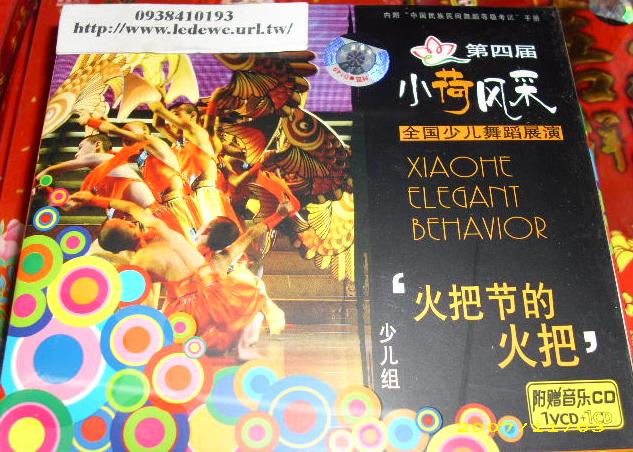 0938410193
http://www.ledewe.url.tw/
内附“中国民族民间舞蹈等级考试”手册
第四届
小荷风采
全国少儿舞蹈展演
XIAOHE
ELEGANT
BEHAVIOR
‘火把节的
火把’
少儿组
附赠音乐CD
1VCD+1CD